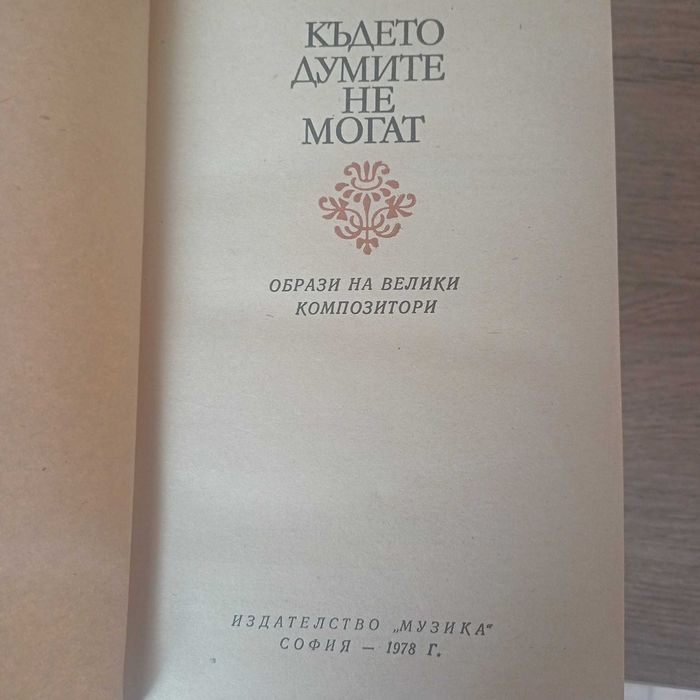 КЪДЕТО
ДУМИТЕ
НЕ
МОГАТ
ОБРАЗИ НА ВЕЛИКИ
КОМПОЗИТОРИ
ИЗДАТЕЛСТВО „МУЗИКА“
СОФИЯ — 1978 Г.